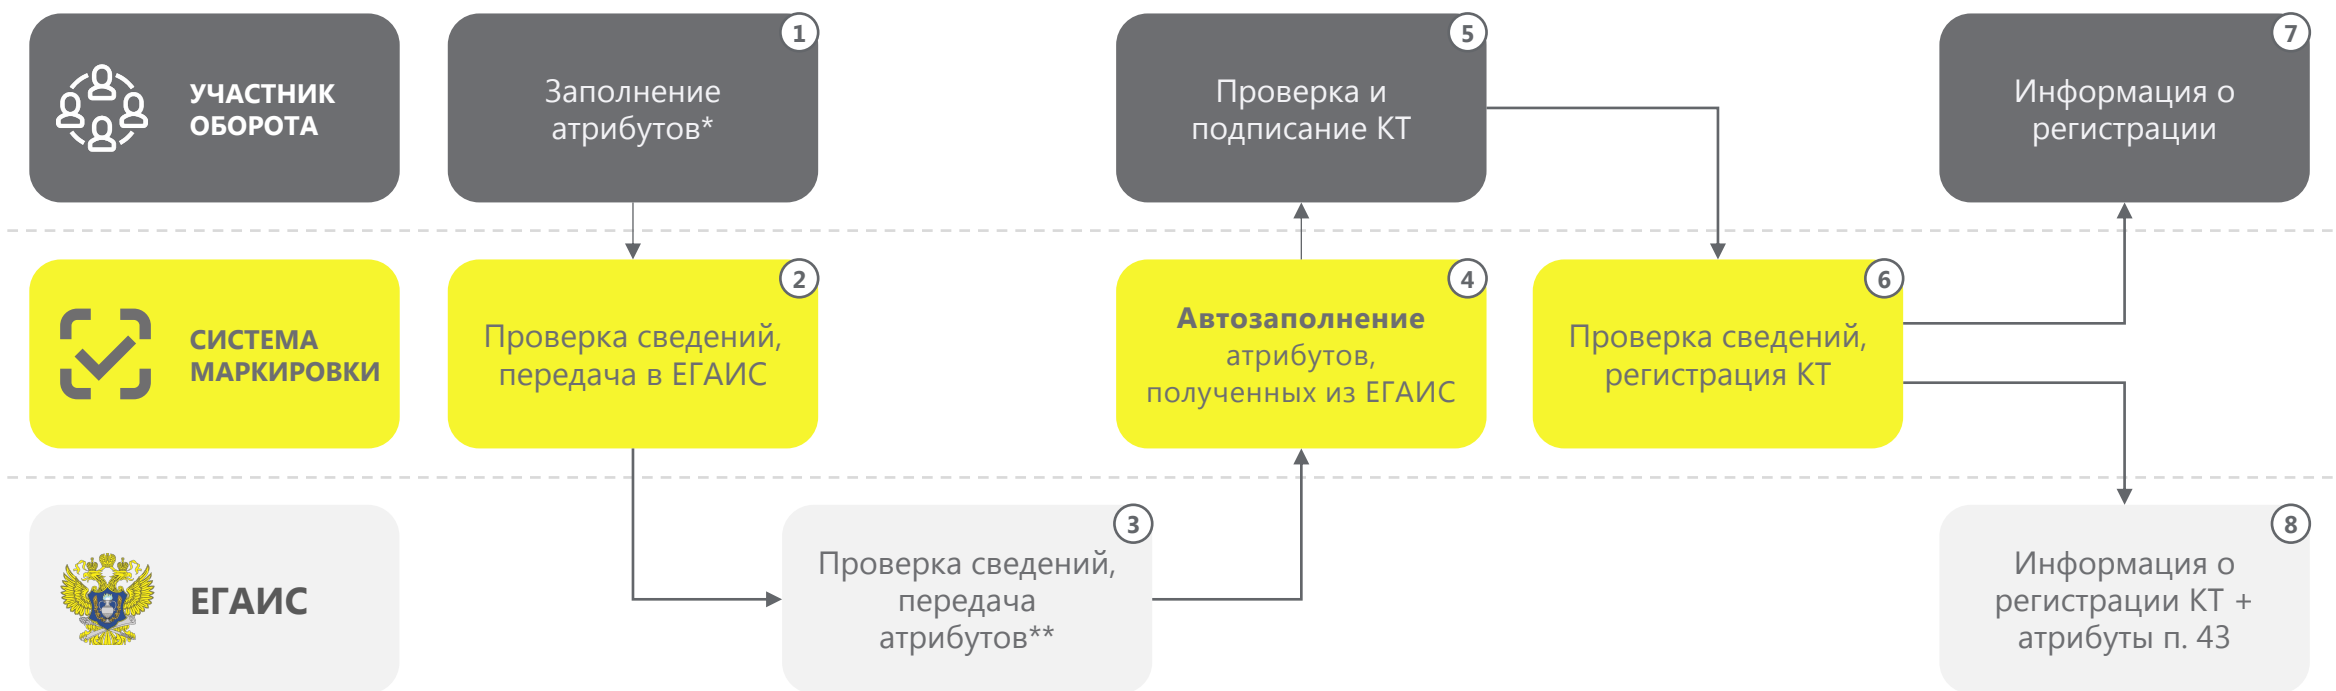 УЧАСТНИК
ОБОРОТА
1
Заполнение
атрибутов*
5
Проверка и
подписание КТ
7
Информация о
регистрации
СИСТЕМА
МАРКИРОВКИ
2
Проверка сведений,
передача в ЕГАИС
4
Автозаполнение
атрибутов,
полученных из ЕГАИС
6
Проверка сведений,
регистрация КТ
ЕГАИС
3
Проверка сведений,
передача
атрибутов**
8
Информация о
регистрации КТ +
атрибуты п. 43